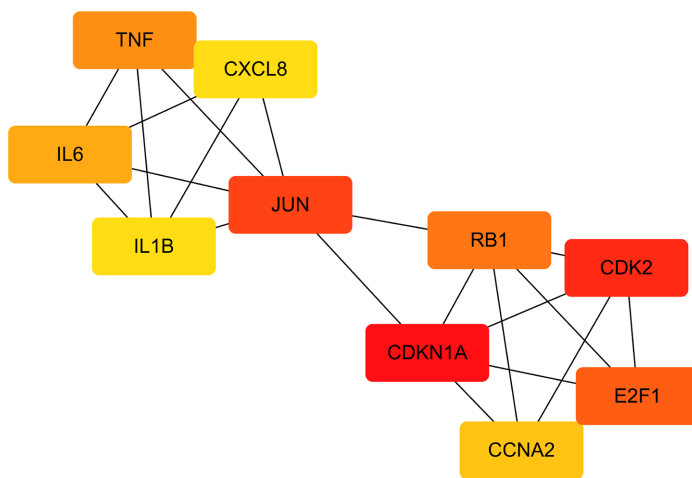 TNF
CXCL8
IL6
JUN
IL1B
RB1
CDK2
CDKN1A
E2F1
CCNA2